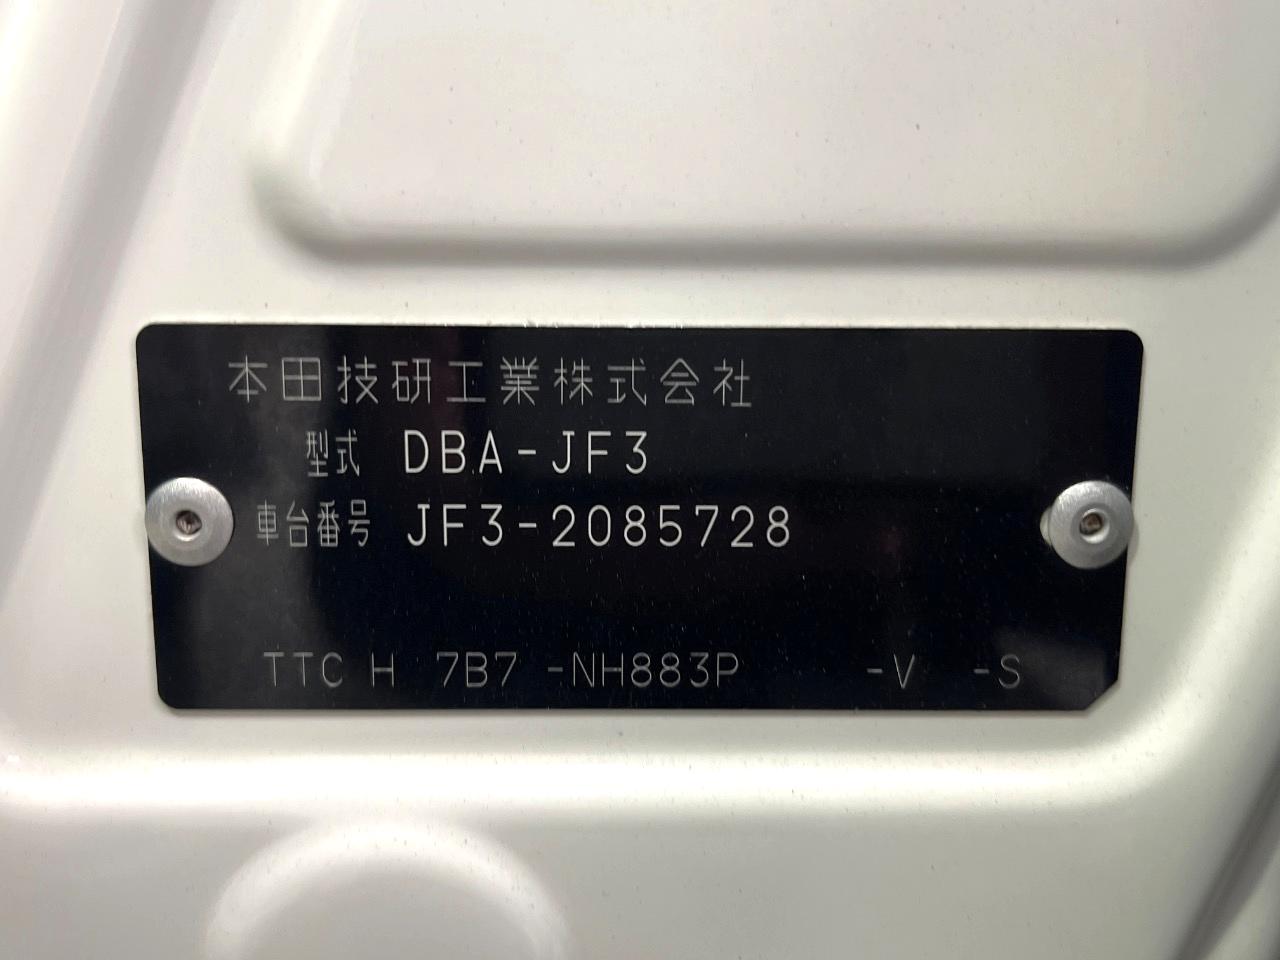 本田技研工業株式会社
型式 DBA-JF3
車台番号 JF3-2085728
TTC H 7B7 -NH883P -V -S